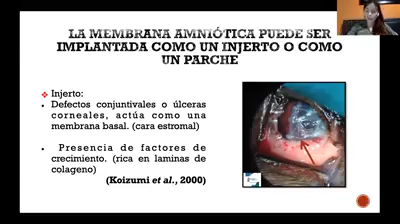 LA MEMBRANA AMNIÓTICA PUEDE SER
IMPLANTADA COMO UN INJERTO O COMO
UN PARCHE
Injerto:
Defectos conjuntivales o úlceras
corneales, actúa como una
membrana basal. (cara estromal)
Presencia de factores de
crecimiento. (rica en laminas de
colageno)
(Koizumi et al., 2000)